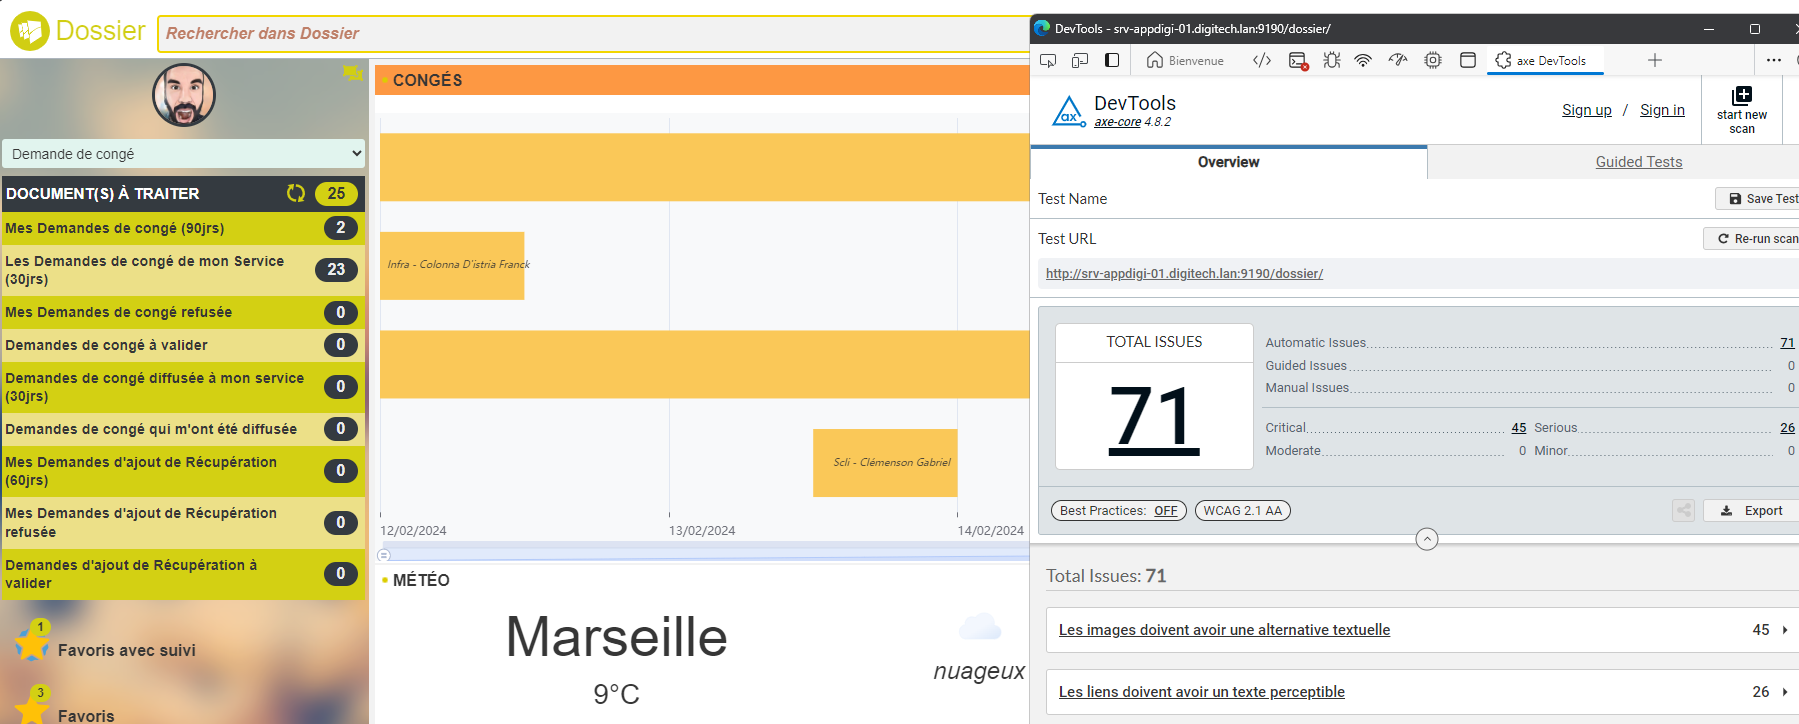 Dossier
Rechercher dans Dossier
Demande de congé
DOCUMENT(S) À TRAITER 25
Mes Demandes de congé (90jrs) 2
Les Demandes de congé de mon Service
(30jrs) 23
Mes Demandes de congé refusée 0
Demandes de congé à valider 0
Demandes de congé diffusée à mon service
(30jrs) 0
Demandes de congé qui m'ont été diffusée 0
Mes Demandes d'ajout de Récupération
(60jrs) 0
Mes Demandes d'ajout de Récupération
refusée 0
Demandes d'ajout de Récupération à
valider 0
1
Favoris avec suivi
3
Favoris
CONGÉS
Infra - Colonna D'istria Franck
Scli - Clémenson Gabriel
12/02/2024 13/02/2024 14/02/2024
MÉTÉO
Marseille
9°C
nuageux
DevTools - srv-appdigi-01.digitech.lan:9190/dossier/
Bienvenue
axe DevTools
ax
DevTools
axe-core 4.8.2
Sign up / Sign in
start new
scan
Overview
Guided Tests
Test Name
Save Test
Test URL
Re-run scan
http://srv-appdigi-01.digitech.lan:9190/dossier/
TOTAL ISSUES
71
Automatic Issues 71
Guided Issues 0
Manual Issues 0
Critical 45 Serious 26
Moderate 0 Minor 0
Best Practices: OFF
WCAG 2.1 AA
Export
Total Issues: 71
Les images doivent avoir une alternative textuelle 45
Les liens doivent avoir un texte perceptible 26